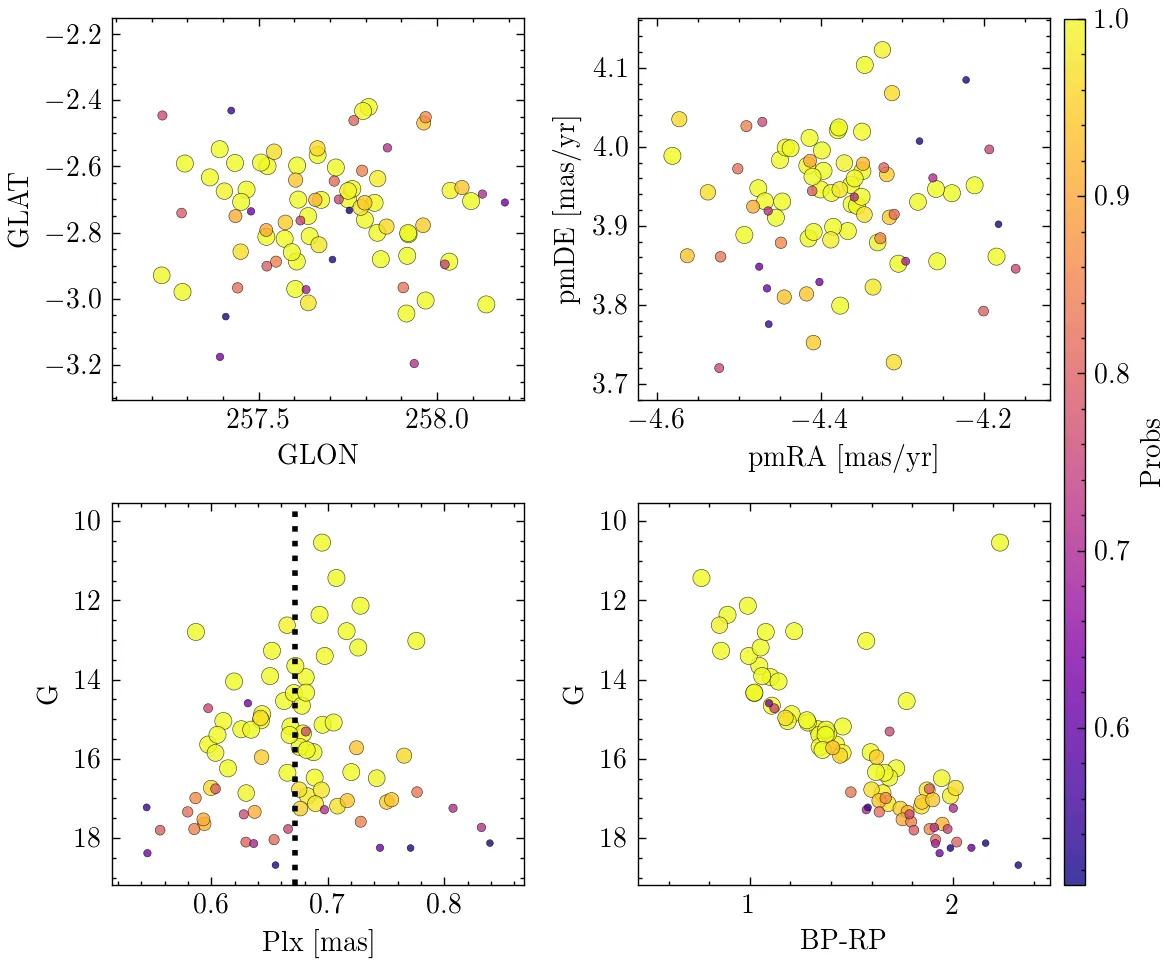 −2.2
−2.4
−2.6
−2.8
−3.0
−3.2
GLAT
257.5 258.0
GLON
4.1
4.0
3.9
3.8
3.7
pmDE [mas/yr]
−4.6 −4.4 −4.2
pmRA [mas/yr]
1.0
0.9
0.8
0.7
0.6
Probs
10
12
14
16
18
G
0.6 0.7 0.8
Plx [mas]
10
12
14
16
18
G
1 2
BP-RP